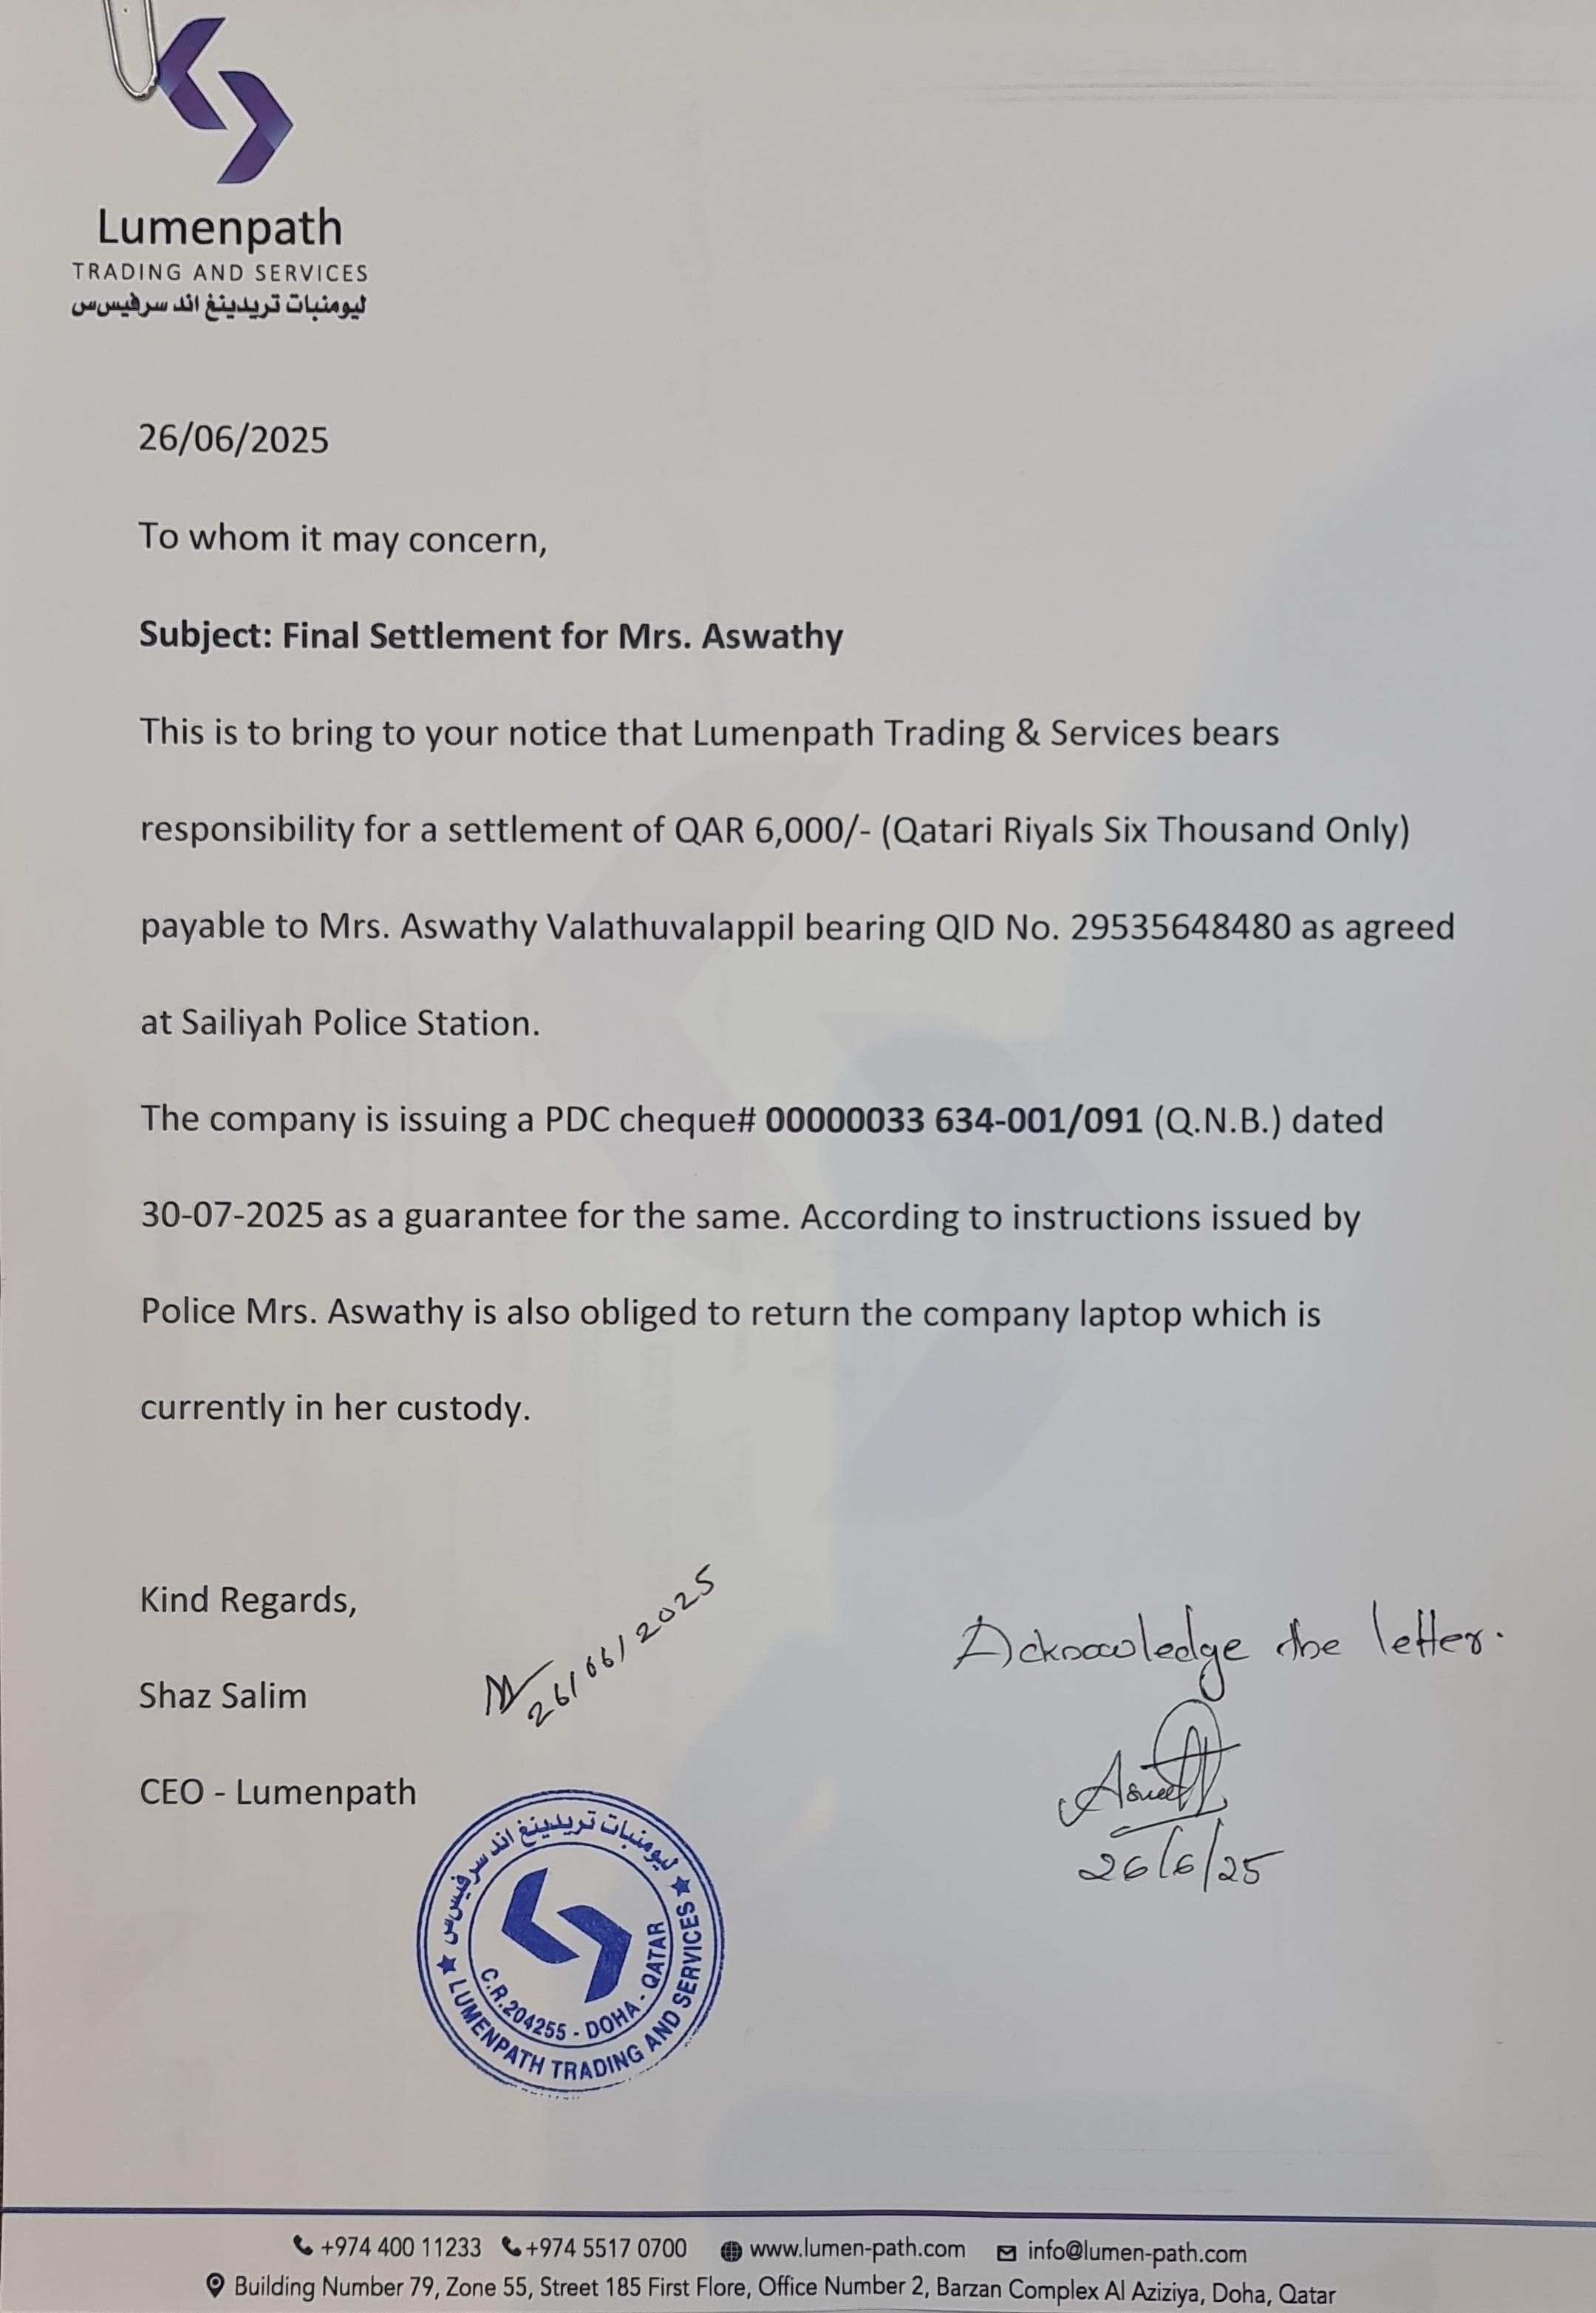 Lumenpath
TRADING AND SERVICES
ليومنبات تريدينغ اند سرفيسس
26/06/2025
To whom it may concern,
Subject: Final Settlement for Mrs. Aswathy
This is to bring to your notice that Lumenpath Trading & Services bears
responsibility for a settlement of QAR 6,000/- (Qatari Riyals Six Thousand Only)
payable to Mrs. Aswathy Valathuvalappil bearing QID No. 29535648480 as agreed
at Sailiyah Police Station.
The company is issuing a PDC cheque# 00000033 634-001/091 (Q.N.B.) dated
30-07-2025 as a guarantee for the same. According to instructions issued by
Police Mrs. Aswathy is also obliged to return the company laptop which is
currently in her custody.
Kind Regards,
Shaz Salim
CEO - Lumenpath
26/06/2025
Acknowledge the letter.
26/6/25
ليومنبات تريدينغ اند سرفيسس
C.R.204255 - DOHA - QATAR
LUMENPATH TRADING AND SERVICES
+974 400 11233 +974 5517 0700 www.lumen-path.com info@lumen-path.com
Building Number 79, Zone 55, Street 185 First Flore, Office Number 2, Barzan Complex Al Aziziya, Doha, Qatar